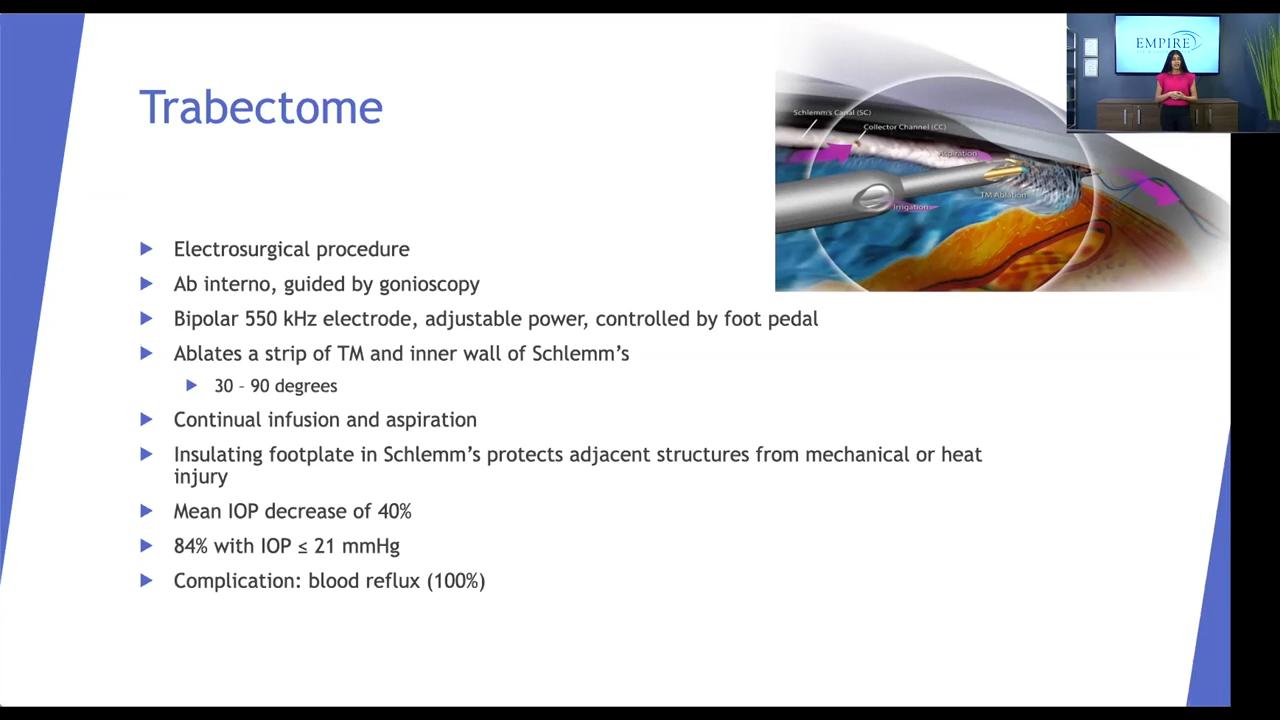 Trabectome
Schlemm's Canal (SC)
Collector Channel (CC)
Aspiration
TM Ablation
Irrigation
EMPIRE
Electrosurgical procedure
Ab interno, guided by gonioscopy
Bipolar 550 kHz electrode, adjustable power, controlled by foot pedal
Ablates a strip of TM and inner wall of Schlemm’s
30 – 90 degrees
Continual infusion and aspiration
Insulating footplate in Schlemm’s protects adjacent structures from mechanical or heat
injury
Mean IOP decrease of 40%
84% with IOP ≤ 21 mmHg
Complication: blood reflux (100%)